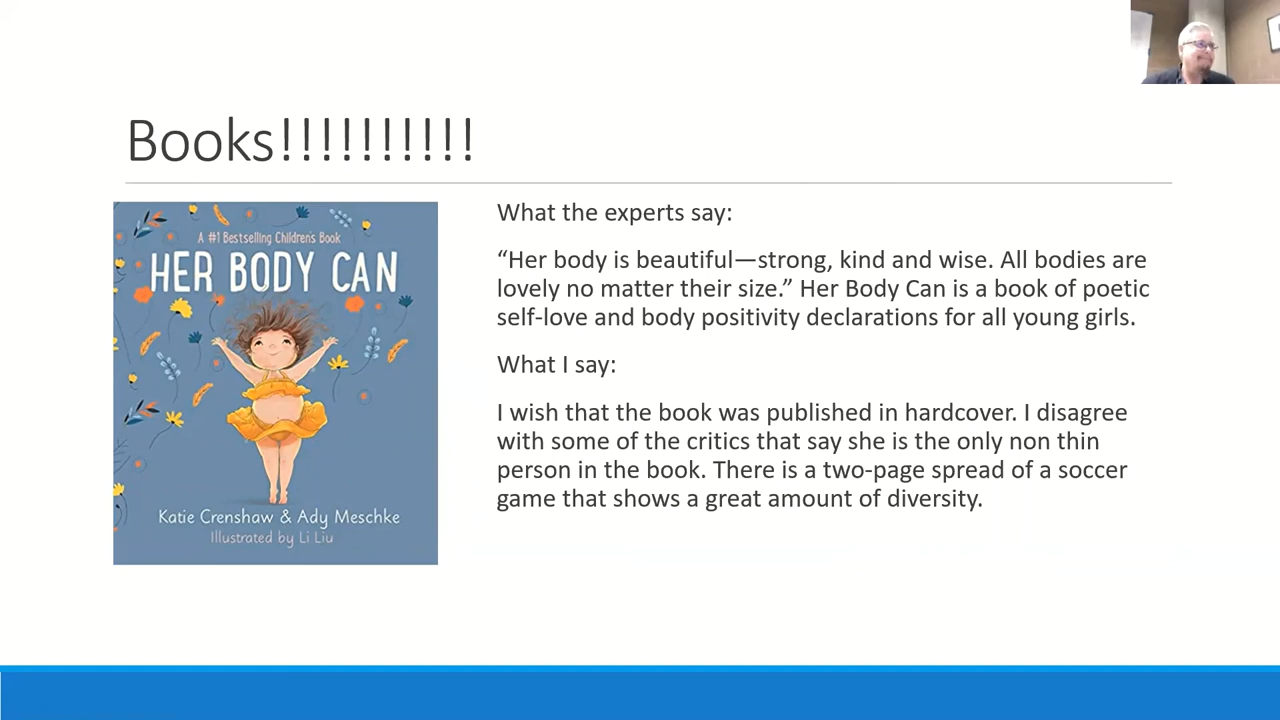 Books!!!!!!!!!!
A #1 Bestselling Children's Book
HER BODY CAN
Katie Crenshaw & Ady Meschke
Illustrated by Li Liu
What the experts say:
“Her body is beautiful—strong, kind and wise. All bodies are
lovely no matter their size.” Her Body Can is a book of poetic
self-love and body positivity declarations for all young girls.
What I say:
I wish that the book was published in hardcover. I disagree
with some of the critics that say she is the only non thin
person in the book. There is a two-page spread of a soccer
game that shows a great amount of diversity.